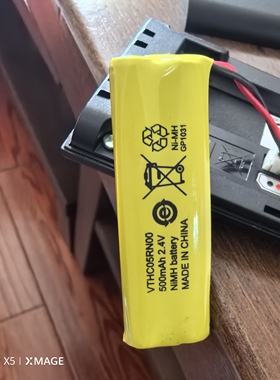 Ni-MH
GP1031
VTHC05RN00
500mAh 2.4V
NiMH battery
MADE IN CHINA
X5 | XMAGE